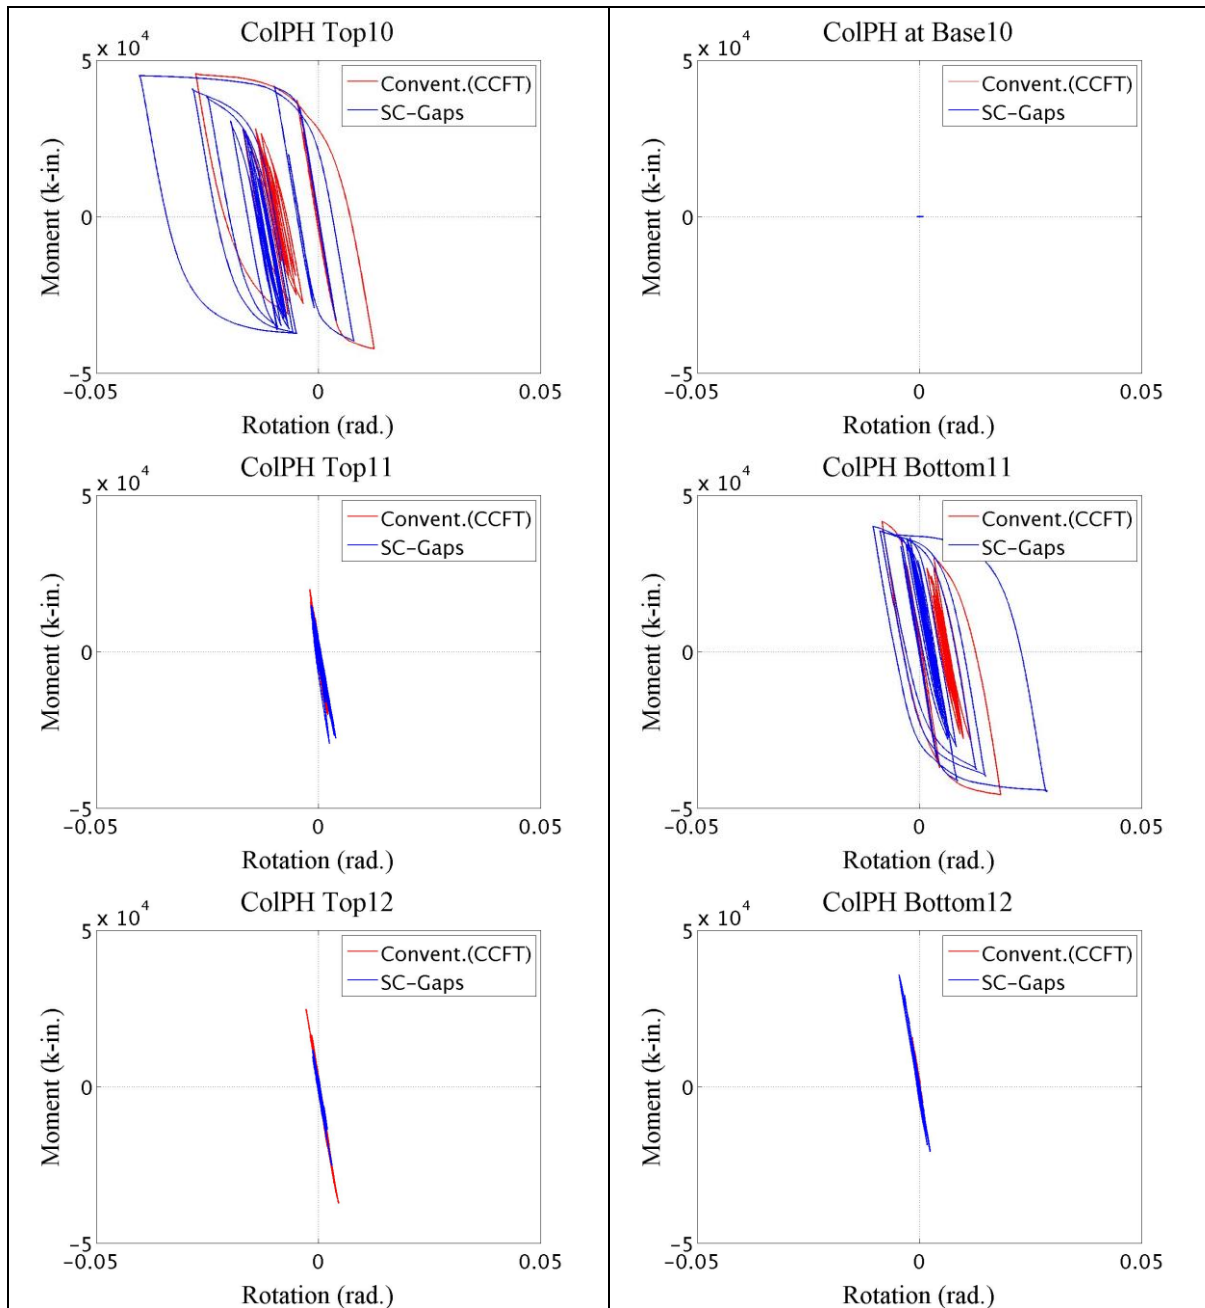 ColPH Top10
x 10^4
5
Convent.(CCFT)
SC-Gaps
Moment (k-in.)
0
-5
-0.05
0
0.05
Rotation (rad.)
ColPH at Base10
x 10^4
5
Convent.(CCFT)
SC-Gaps
Moment (k-in.)
0
-5
-0.05
0
0.05
Rotation (rad.)
ColPH Top11
x 10^4
5
Convent.(CCFT)
SC-Gaps
Moment (k-in.)
0
-5
-0.05
0
0.05
Rotation (rad.)
ColPH Bottom11
x 10^4
5
Convent.(CCFT)
SC-Gaps
Moment (k-in.)
0
-5
-0.05
0
0.05
Rotation (rad.)
ColPH Top12
x 10^4
5
Convent.(CCFT)
SC-Gaps
Moment (k-in.)
0
-5
-0.05
0
0.05
Rotation (rad.)
ColPH Bottom12
x 10^4
5
Convent.(CCFT)
SC-Gaps
Moment (k-in.)
0
-5
-0.05
0
0.05
Rotation (rad.)